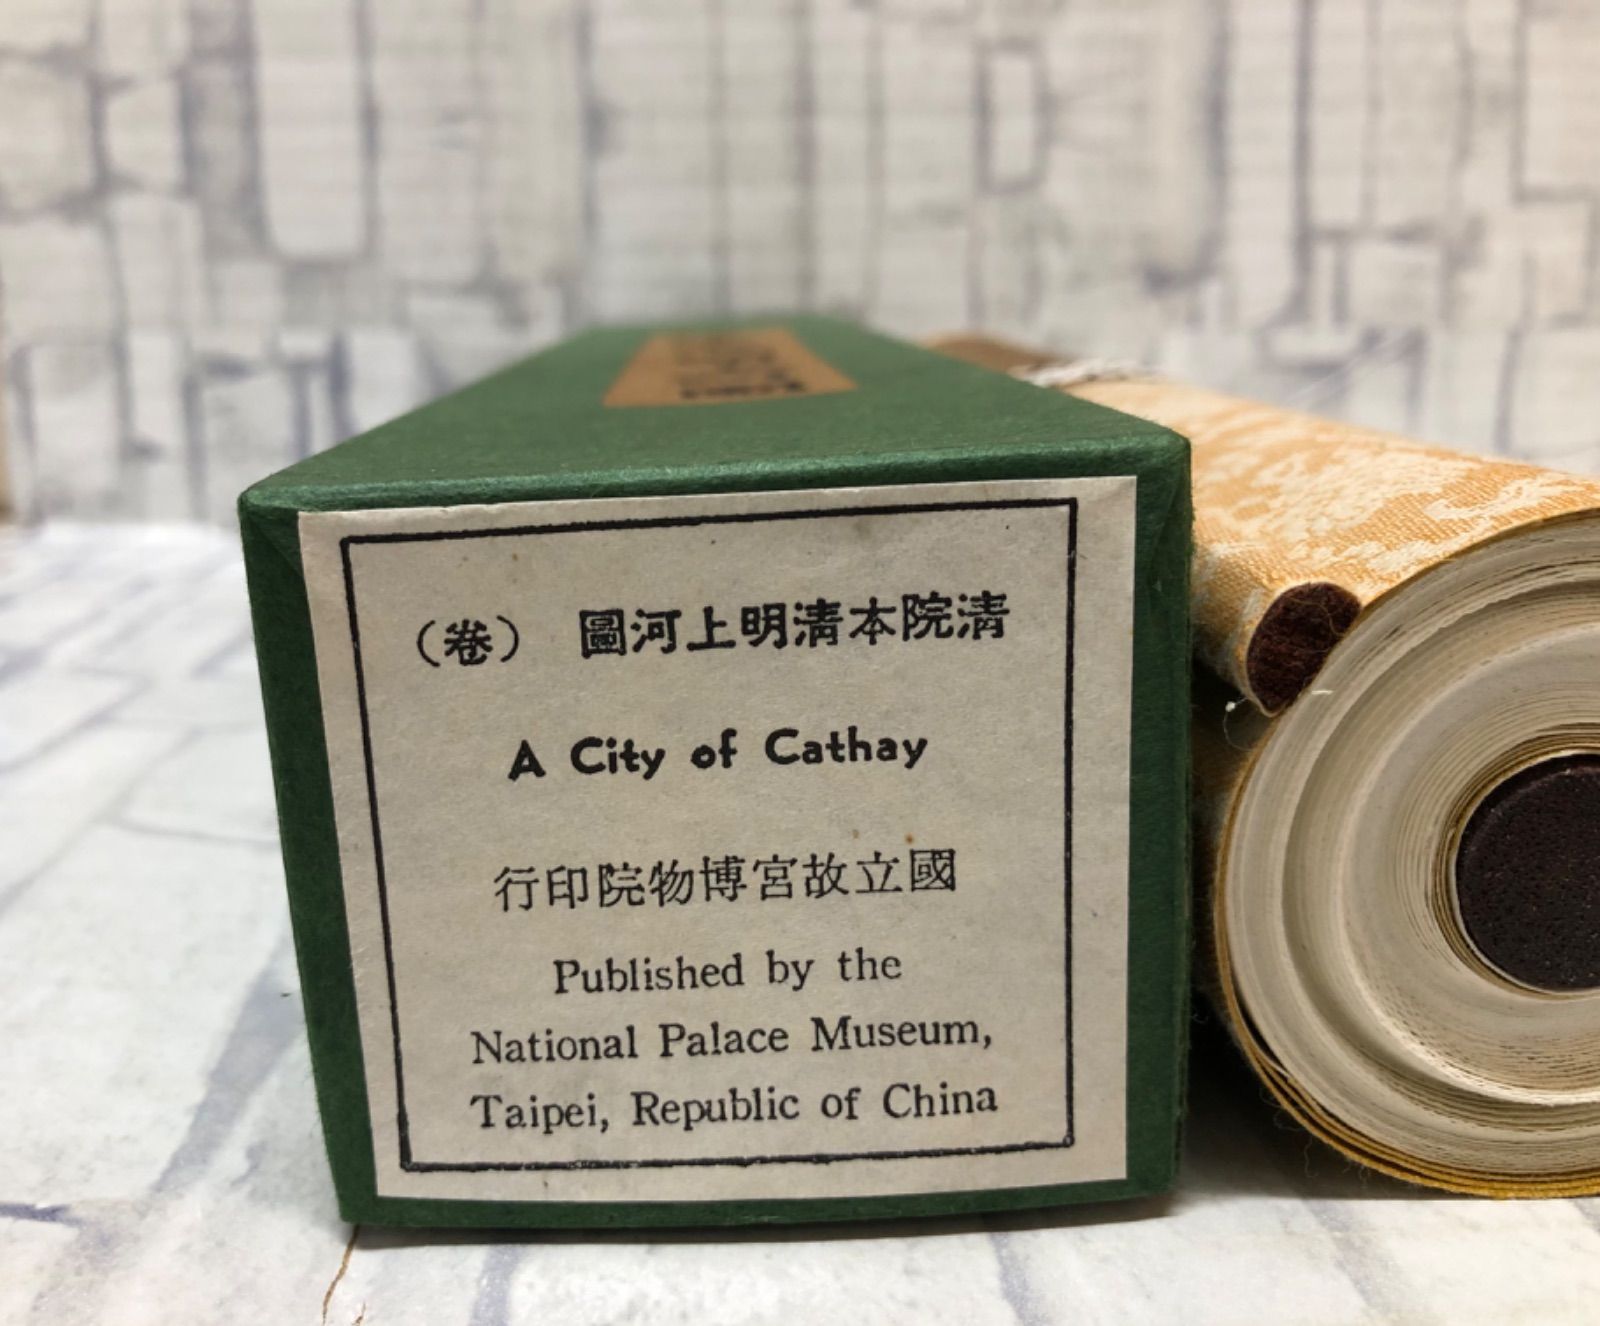 清院本清明上河圖 （卷）
A City of Cathay
國立故宮博物院印行
Published by the
National Palace Museum,
Taipei, Republic of China